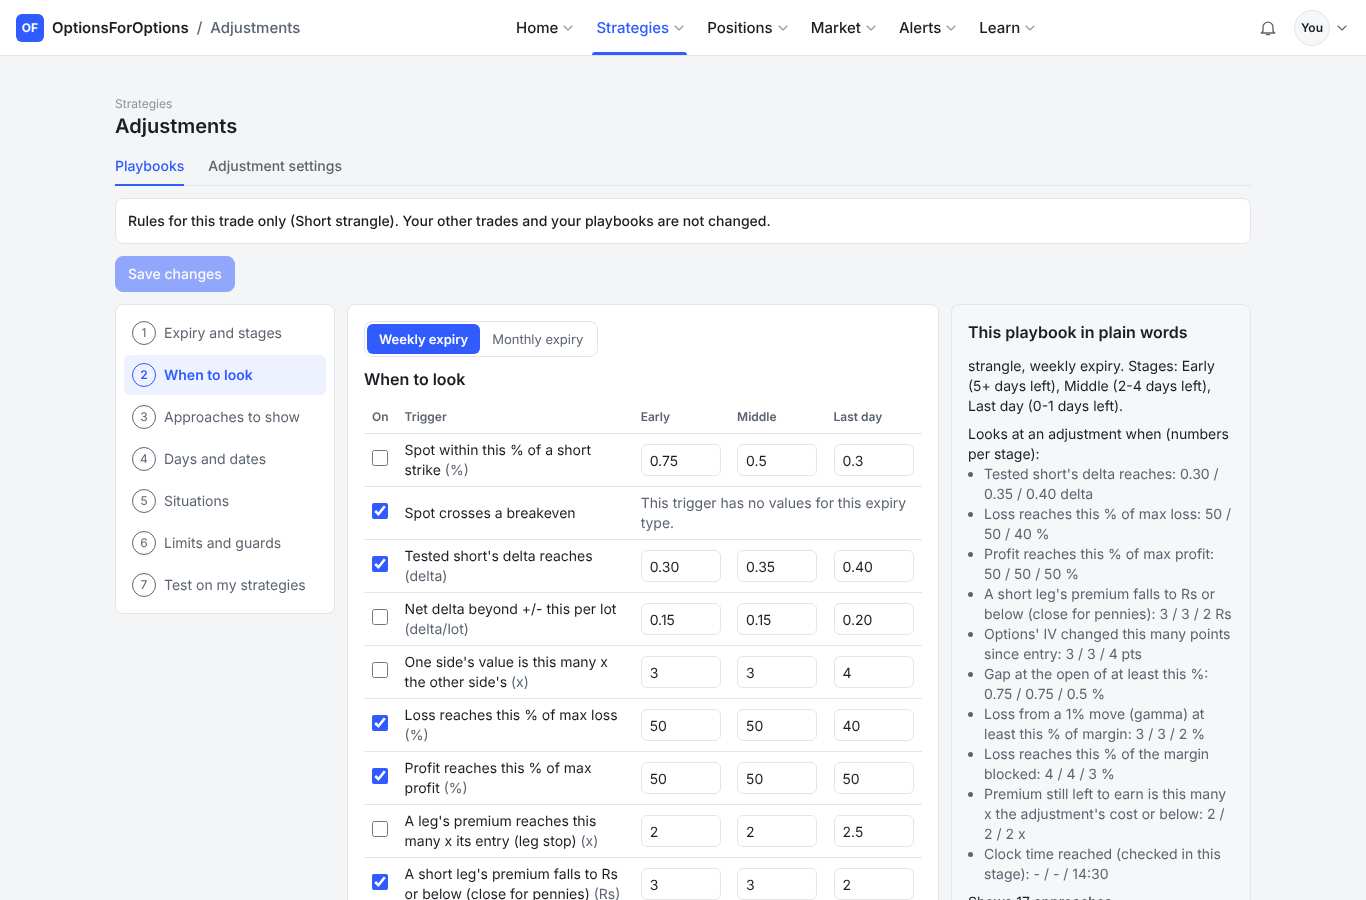 OF OptionsForOptions / Adjustments Home Strategies Positions Market Alerts Learn You
Strategies
Adjustments
Playbooks Adjustment settings
Rules for this trade only (Short strangle). Your other trades and your playbooks are not changed.
Save changes
1 Expiry and stages
2 When to look
3 Approaches to show
4 Days and dates
5 Situations
6 Limits and guards
7 Test on my strategies
Weekly expiry Monthly expiry
When to look
On Trigger Early Middle Last day
Spot within this % of a short
strike (%) 0.75 0.5 0.3
Spot crosses a breakeven This trigger has no values for this expiry
type.
Tested short's delta reaches
(delta) 0.30 0.35 0.40
Net delta beyond +/- this per lot
(delta/lot) 0.15 0.15 0.20
One side's value is this many x
the other side's (x) 3 3 4
Loss reaches this % of max loss
(%) 50 50 40
Profit reaches this % of max
profit (%) 50 50 50
A leg's premium reaches this
many x its entry (leg stop) (x) 2 2 2.5
A short leg's premium falls to Rs
or below (close for pennies) (Rs) 3 3 2
This playbook in plain words
strangle, weekly expiry. Stages: Early
(5+ days left), Middle (2-4 days left),
Last day (0-1 days left).
Looks at an adjustment when (numbers
per stage):
• Tested short's delta reaches: 0.30 /
0.35 / 0.40 delta
• Loss reaches this % of max loss: 50 /
50 / 40 %
• Profit reaches this % of max profit:
50 / 50 / 50 %
• A short leg's premium falls to Rs or
below (close for pennies): 3 / 3 / 2 Rs
• Options' IV changed this many points
since entry: 3 / 3 / 4 pts
• Gap at the open of at least this %:
0.75 / 0.75 / 0.5 %
• Loss from a 1% move (gamma) at
least this % of margin: 3 / 3 / 2 %
• Loss reaches this % of the margin
blocked: 4 / 4 / 3 %
• Premium still left to earn is this many
x the adjustment's cost or below: 2 /
2 / 2 x
• Clock time reached (checked in this
stage): - / - / 14:30
Shows 17 approaches